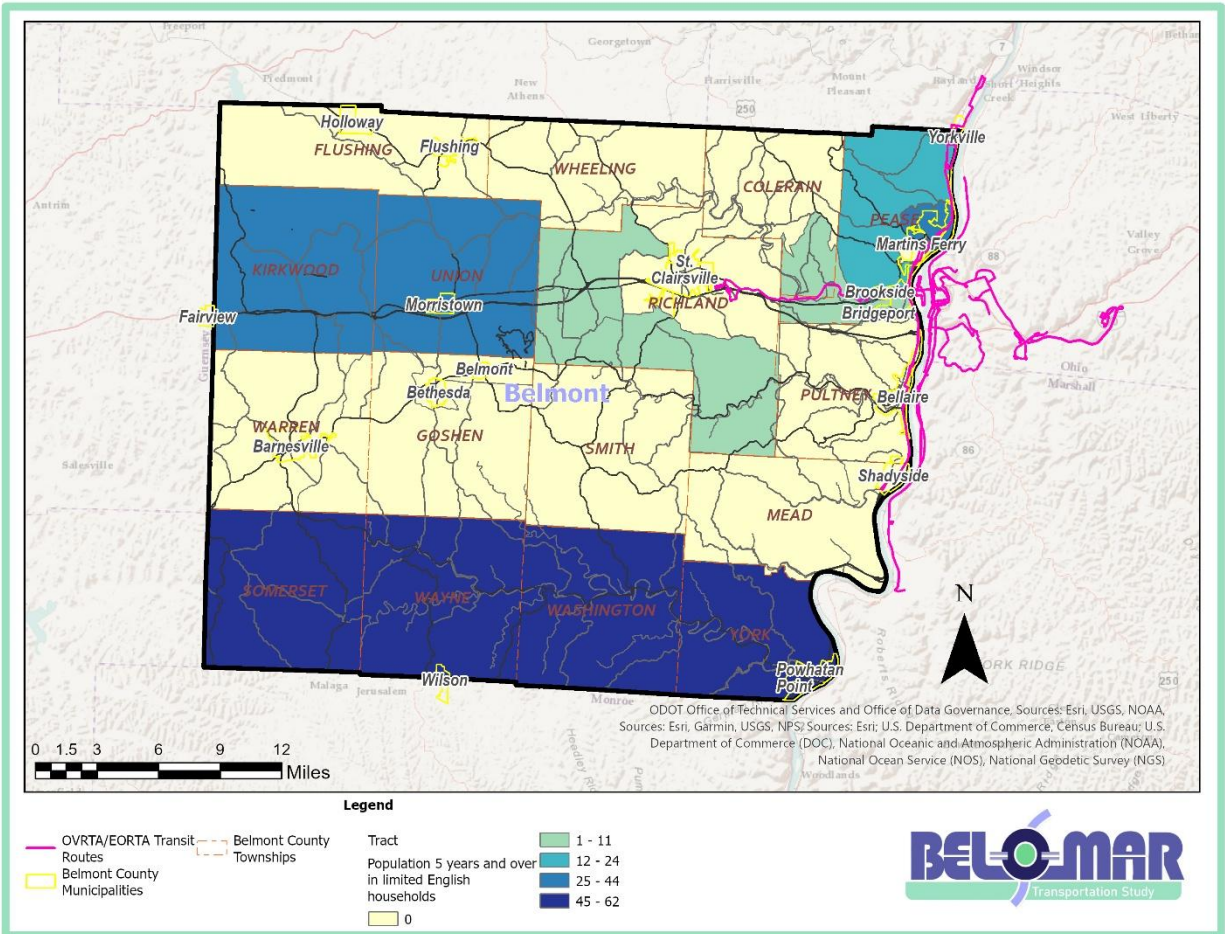 Freeport
Georgetown
Piedmont
New
Athens
Harrisville
Mount
Pleasant
250
7
Rayland
Short
Creek
Windsor
Heights
Bethany
West Liberty
Holloway
FLUSHING
Flushing
WHEELING
COLERAIN
Yorkville
Antrim
PEASE
Martins Ferry
Valley
Grove
88
KIRKWOOD
UNION
Morristown
St.
Clairsville
RICHLAND
Brookside
Bridgeport
Fairview
Guernsey
Ohio
Marshall
Belmont
Bethesda
Belmont
PULTNEY
Bellaire
WARREN
Barnesville
GOSHEN
SMITH
Salesville
86
Shadyside
MEAD
SOMERSET
WAYNE
WASHINGTON
YORK
N
Powhatan
Point
YORK RIDGE
250
Wilson
Malaga
Jerusalem
Monroe
Woodlands
ODOT Office of Technical Services and Office of Data Governance, Sources: Esri, USGS, NOAA,
Sources: Esri, Garmin, USGS, NPS, Sources: Esri; U.S. Department of Commerce, Census Bureau; U.S.
Department of Commerce (DOC), National Oceanic and Atmospheric Administration (NOAA),
National Ocean Service (NOS), National Geodetic Survey (NGS)
0 1.5 3 6 9 12
Miles
Legend
OVRTA/EORTA Transit
Routes
Belmont County
Municipalities
Belmont County
Townships
Tract
Population 5 years and over
in limited English
households
0
1 - 11
12 - 24
25 - 44
45 - 62
BEL-O-MAR
Transportation Study